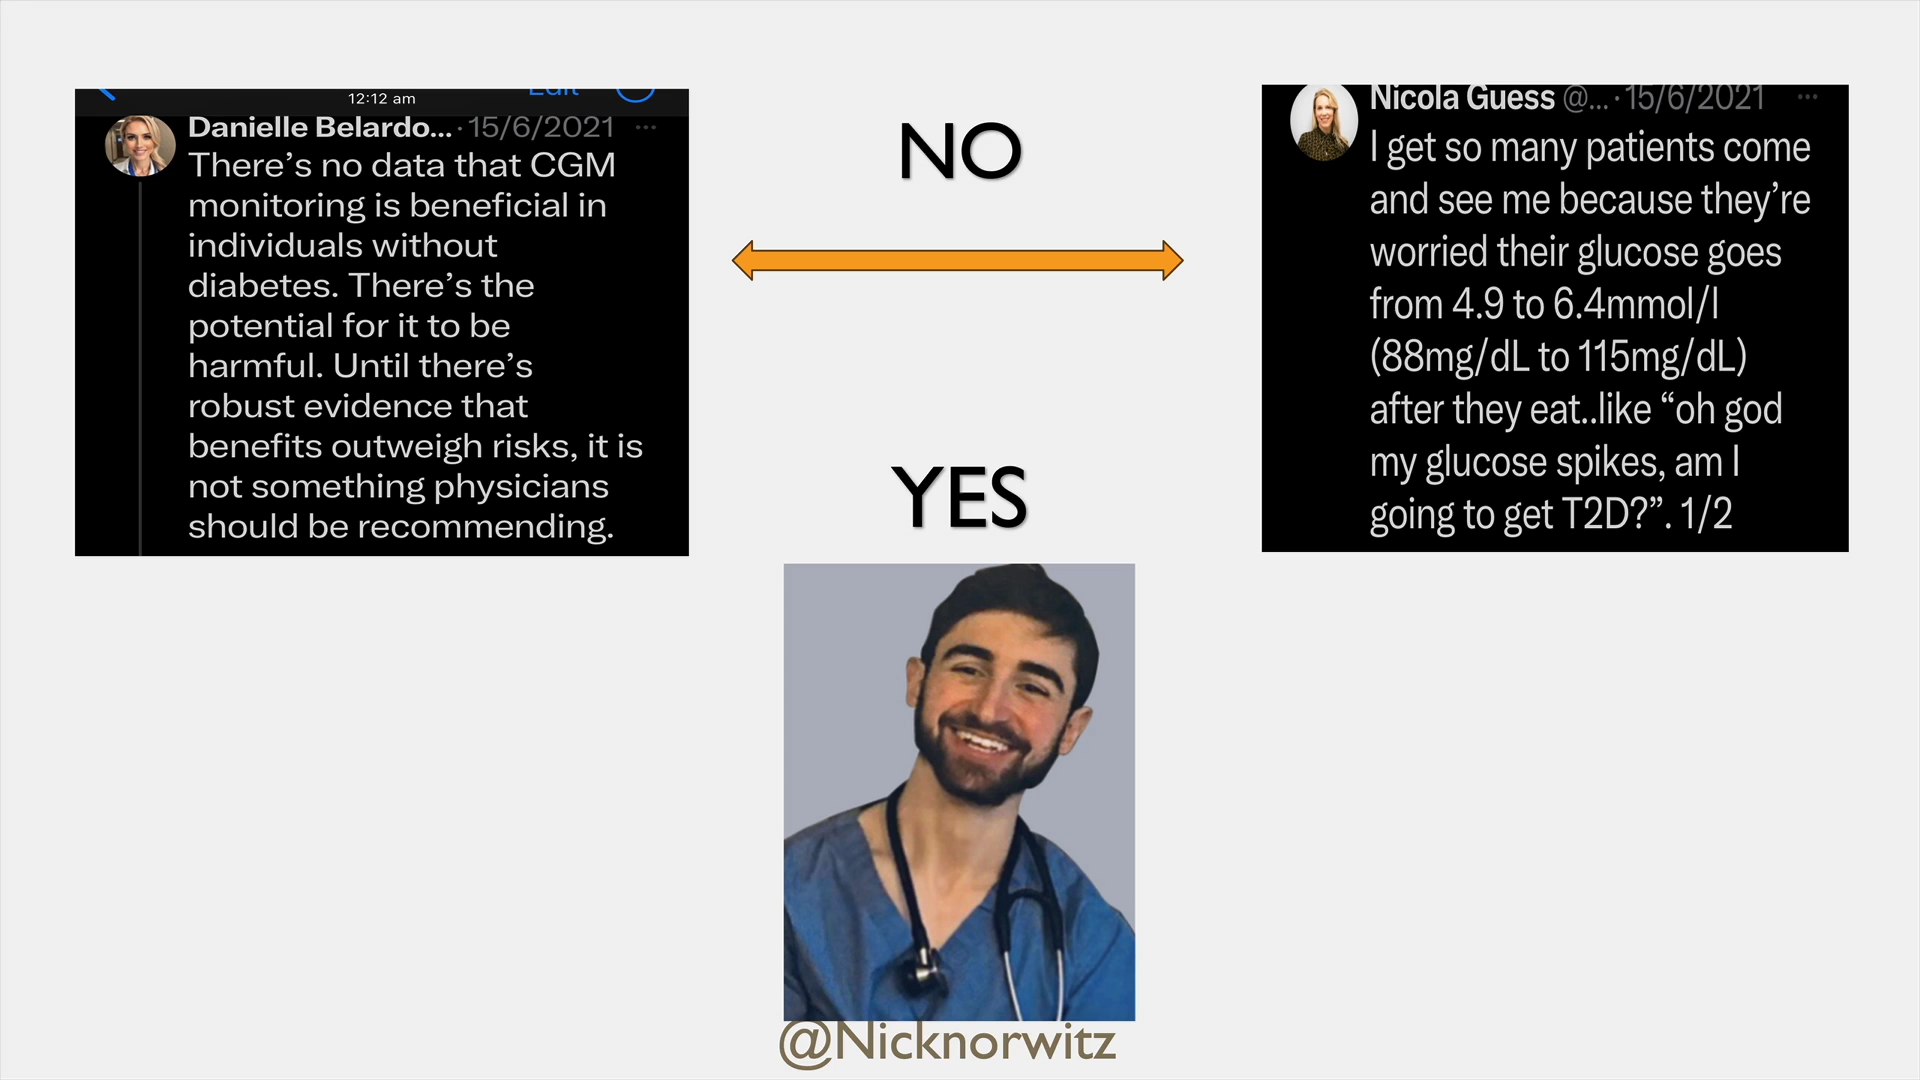 12:12 am
Danielle Belardo... · 15/6/2021 ···
There’s no data that CGM
monitoring is beneficial in
individuals without
diabetes. There’s the
potential for it to be
harmful. Until there’s
robust evidence that
benefits outweigh risks, it is
not something physicians
should be recommending.
NO
YES
Nicola Guess @... · 15/6/2021 ···
I get so many patients come
and see me because they’re
worried their glucose goes
from 4.9 to 6.4mmol/l
(88mg/dL to 115mg/dL)
after they eat..like “oh god
my glucose spikes, am I
going to get T2D?”. 1/2
@Nicknorwitz